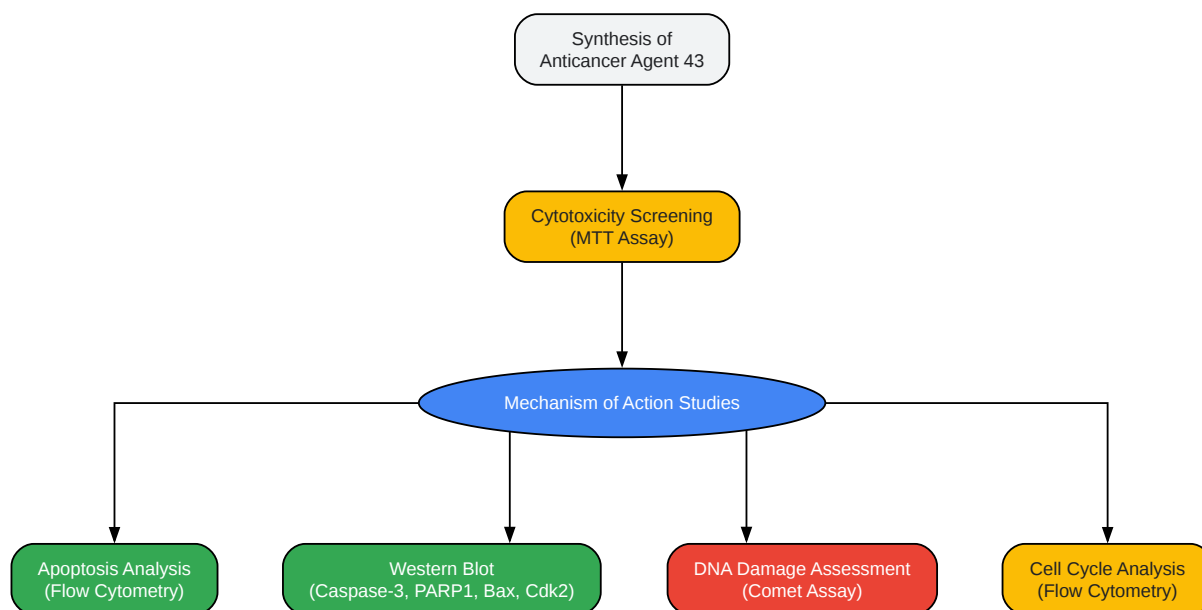 Synthesis of
Anticancer Agent 43
Cytotoxicity Screening
(MTT Assay)
Mechanism of Action Studies
Apoptosis Analysis
(Flow Cytometry)
Western Blot
(Caspase-3, PARP1, Bax, Cdk2)
DNA Damage Assessment
(Comet Assay)
Cell Cycle Analysis
(Flow Cytometry)